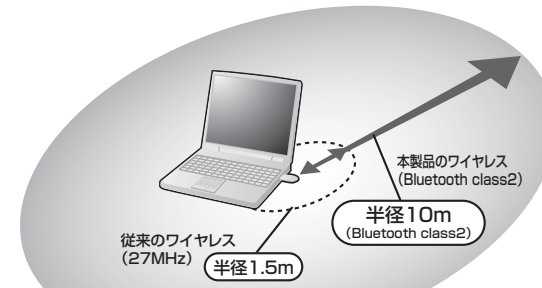 本製品のワイヤレス
（Bluetooth class2）
半径10m
(Bluetooth class2)
従来のワイヤレス
（27MHz）
半径1.5m